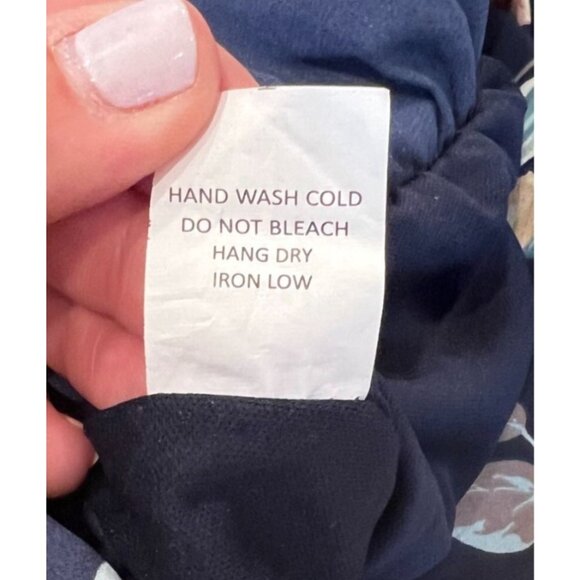 HAND WASH COLD
DO NOT BLEACH
HANG DRY
IRON LOW